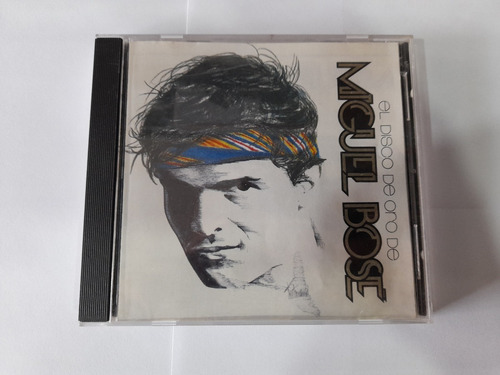 EL DISCO DE ORO DE
MIGUEL BOSÉ